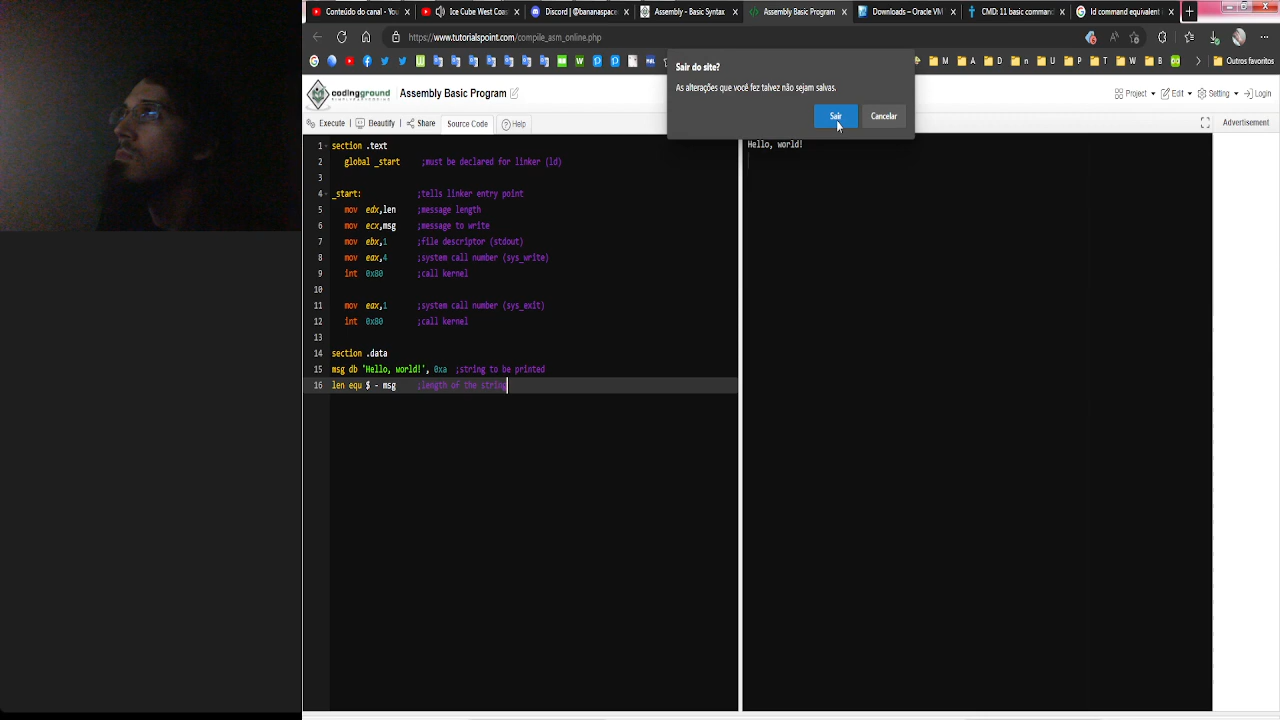 Conteúdo do canal - You
Ice Cube West Coas
Discord | @bananaspace
Assembly - Basic Syntax
Assembly Basic Program
Downloads – Oracle VM
CMD: 11 basic command
ld command equivalent i
https://www.tutorialspoint.com/compile_asm_online.php
M A D n U P T W B Outros favoritos
Sair do site?
As alterações que você fez talvez não sejam salvas.
Sair Cancelar
codingground
Assembly Basic Program
Project Edit Setting Login
Execute | Beautify | Share Source Code Help
Advertisement
1 section .text
2 global _start ;must be declared for linker (ld)
3
4 _start: ;tells linker entry point
5 mov edx,len ;message length
6 mov ecx,msg ;message to write
7 mov ebx,1 ;file descriptor (stdout)
8 mov eax,4 ;system call number (sys_write)
9 int 0x80 ;call kernel
10
11 mov eax,1 ;system call number (sys_exit)
12 int 0x80 ;call kernel
13
14 section .data
15 msg db 'Hello, world!', 0xa ;string to be printed
16 len equ $ - msg ;length of the string
Hello, world!